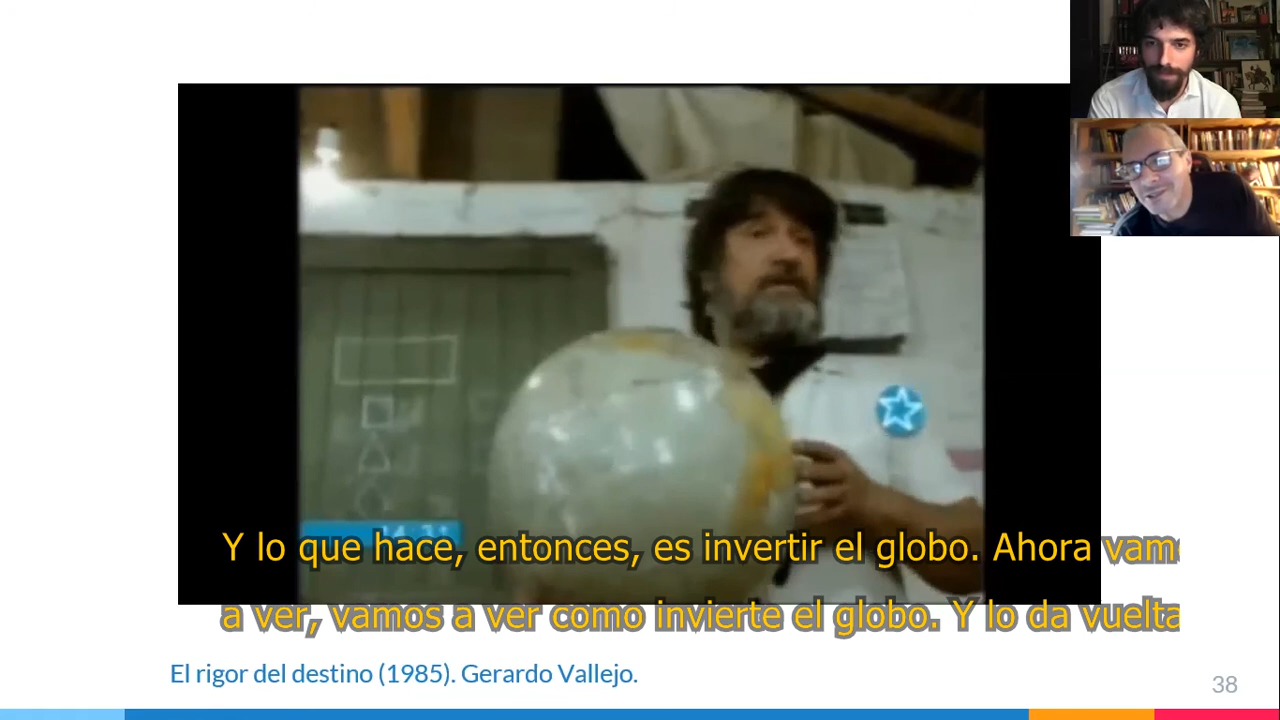 Y lo que hace, entonces, es invertir el globo. Ahora
a ver, vamos a ver como invierte el globo. Y lo da vuelta
El rigor del destino (1985). Gerardo Vallejo.
38